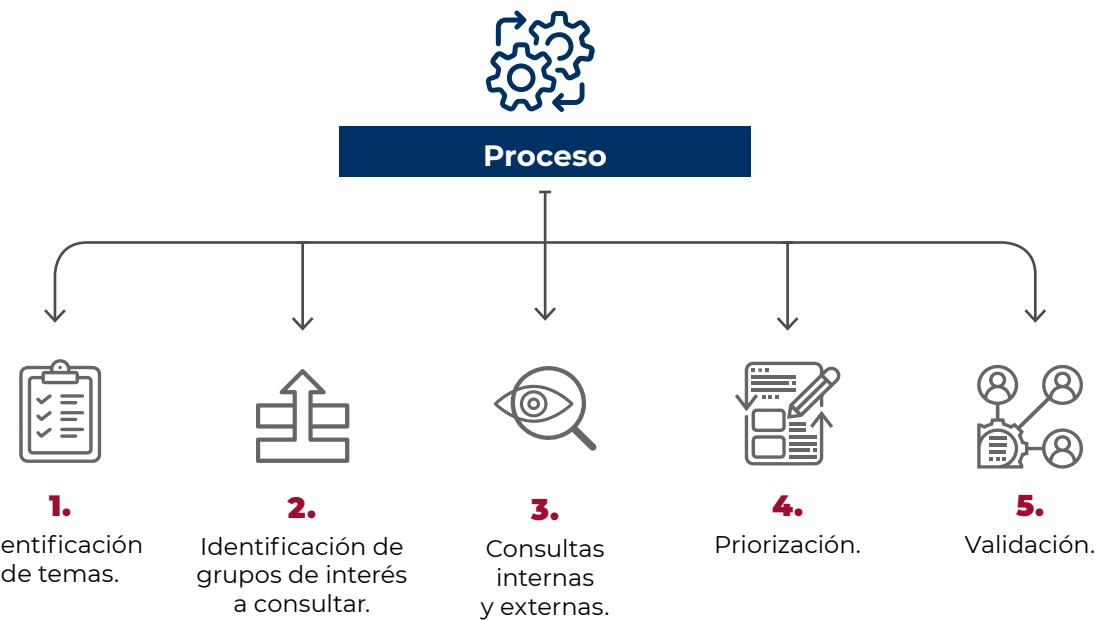 Proceso
1.
entificación
de temas.
2.
Identificación de
grupos de interés
a consultar.
3.
Consultas
internas
y externas.
4.
Priorización.
5.
Validación.